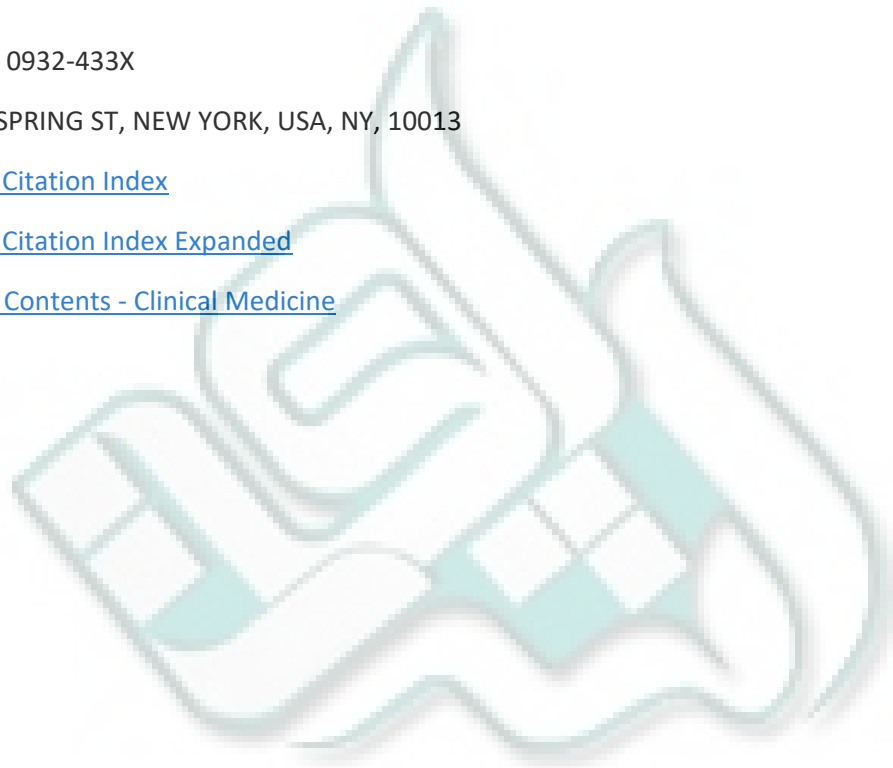 0932-433X
SPRING ST, NEW YORK, USA, NY, 10013
Citation Index
Citation Index Expanded
Contents - Clinical Medicine